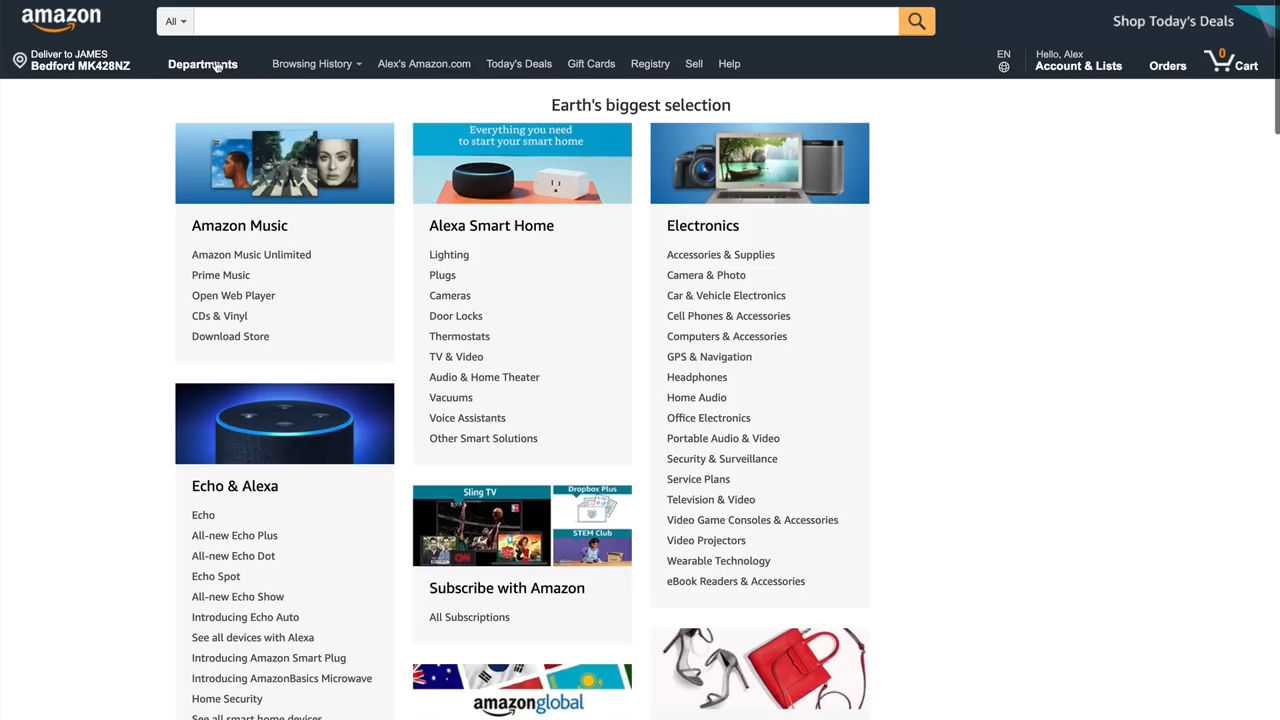 amazon
All
Shop Today's Deals
Deliver to JAMES
Bedford MK428NZ
Departments
Browsing History
Alex's Amazon.com
Today's Deals
Gift Cards
Registry
Sell
Help
EN
Hello, Alex
Account & Lists
Orders
0
Cart
Earth's biggest selection
Amazon Music
Amazon Music Unlimited
Prime Music
Open Web Player
CDs & Vinyl
Download Store
Echo & Alexa
Echo
All-new Echo Plus
All-new Echo Dot
Echo Spot
All-new Echo Show
Introducing Echo Auto
See all devices with Alexa
Introducing Amazon Smart Plug
Introducing AmazonBasics Microwave
Home Security
See all smart home devices
Everything you need
to start your smart home
Alexa Smart Home
Lighting
Plugs
Cameras
Door Locks
Thermostats
TV & Video
Audio & Home Theater
Vacuums
Voice Assistants
Other Smart Solutions
Sling TV
Dropbox Plus
STEM Club
CNN
Subscribe with Amazon
All Subscriptions
amazonglobal
Electronics
Accessories & Supplies
Camera & Photo
Car & Vehicle Electronics
Cell Phones & Accessories
Computers & Accessories
GPS & Navigation
Headphones
Home Audio
Office Electronics
Portable Audio & Video
Security & Surveillance
Service Plans
Television & Video
Video Game Consoles & Accessories
Video Projectors
Wearable Technology
eBook Readers & Accessories